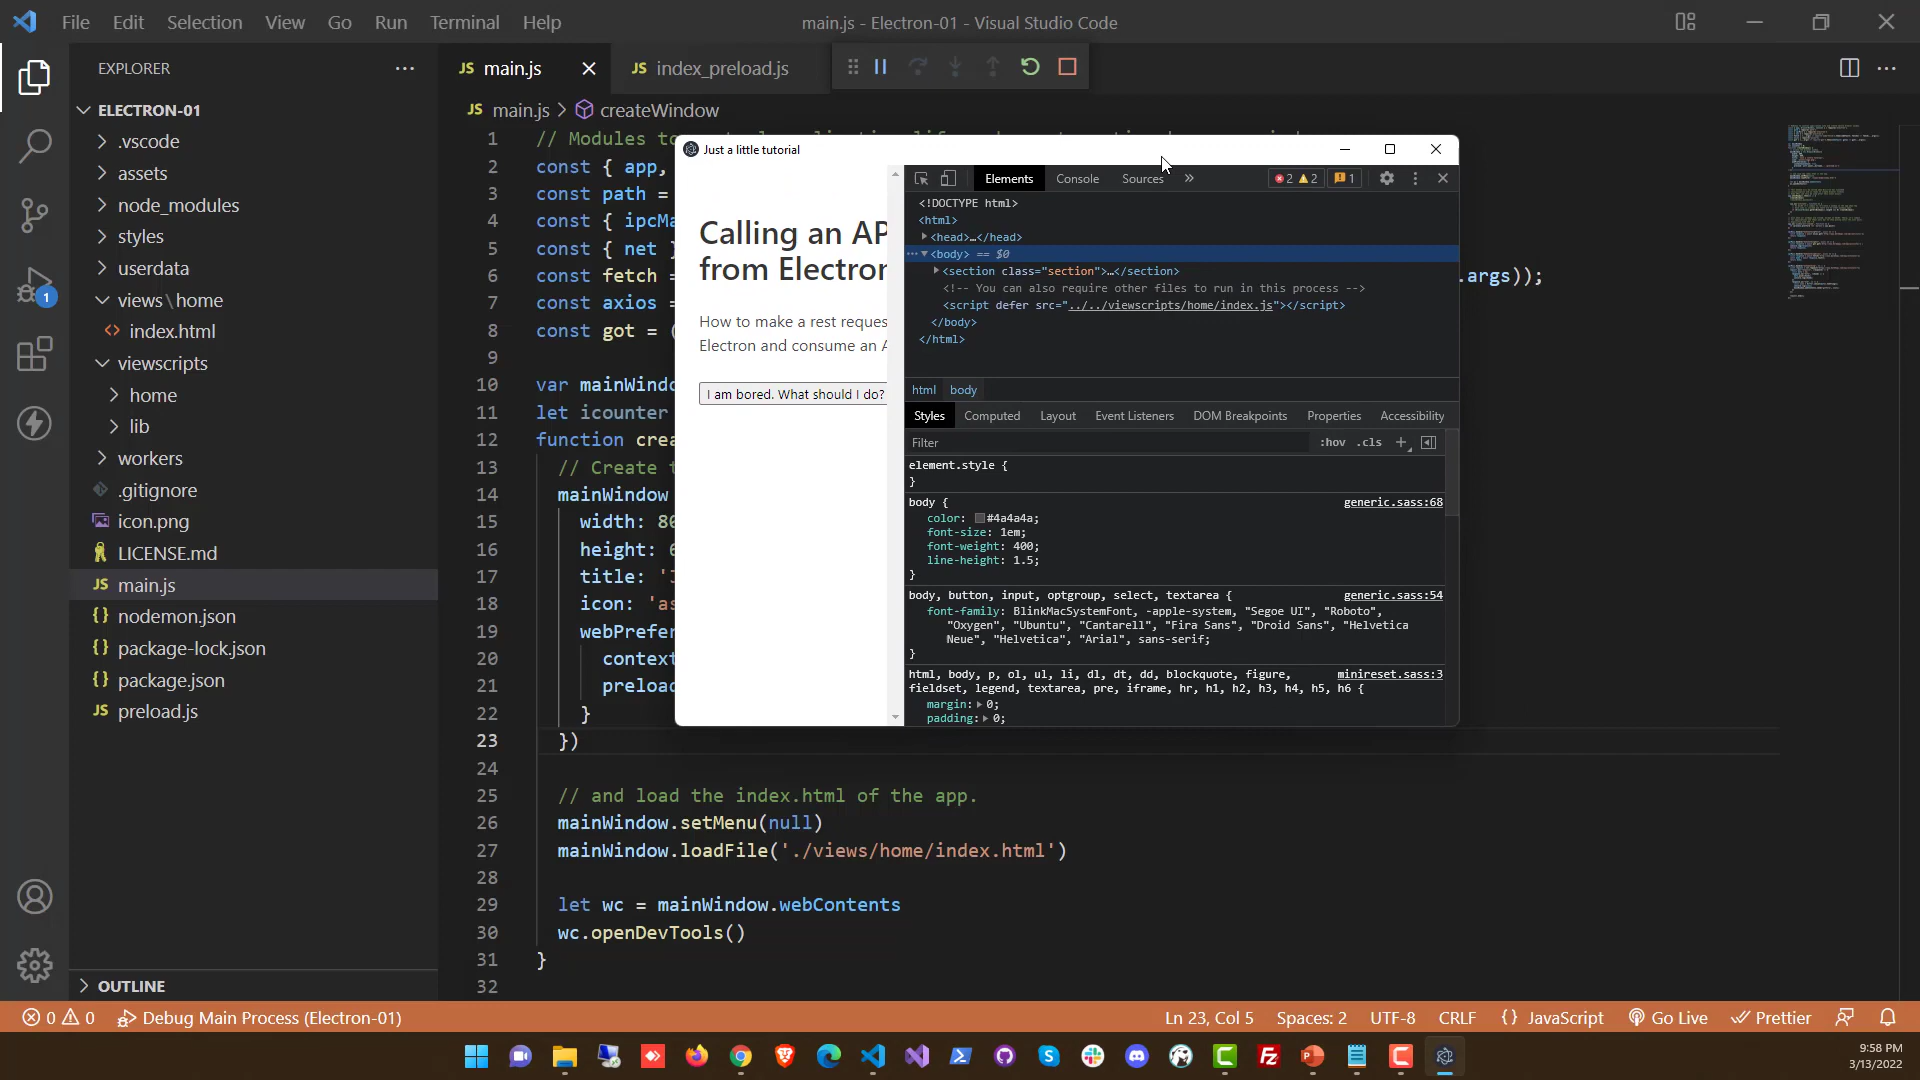 File Edit Selection View Go Run Terminal Help
main.js - Electron-01 - Visual Studio Code
EXPLORER
ELECTRON-01
.vscode
assets
node_modules
styles
userdata
views\home
index.html
viewscripts
home
lib
workers
.gitignore
icon.png
LICENSE.md
JS main.js
{} nodemon.json
{} package-lock.json
{} package.json
JS preload.js
OUTLINE
1
JS main.js
JS index_preload.js
JS main.js > createWindow
1 // Modules to
2 const { app,
3 const path =
4 const { ipcMa
5 const { net }
6 const fetch = .args));
7 const axios =
8 const got = (
9
10 var mainWindo
11 let icounter
12 function crea
13 // Create t
14 mainWindow
15 width: 80
16 height: 6
17 title: 'J
18 icon: 'as
19 webPrefer
20 context
21 preload
22 }
23 })
24
25 // and load the index.html of the app.
26 mainWindow.setMenu(null)
27 mainWindow.loadFile('./views/home/index.html')
28
29 let wc = mainWindow.webContents
30 wc.openDevTools()
31 }
32
Just a little tutorial
Calling an AP
from Electron
How to make a rest reques
Electron and consume an A
I am bored. What should I do?
Elements Console Sources » 2 2 1
<!DOCTYPE html>
<html>
<head>…</head>
··· <body> == $0
<section class="section">…</section>
<!-- You can also require other files to run in this process -->
<script defer src="../../viewscripts/home/index.js"></script>
</body>
</html>
html body
Styles Computed Layout Event Listeners DOM Breakpoints Properties Accessibility
Filter :hov .cls +
element.style {
}
body { generic.sass:68
color: #4a4a4a;
font-size: 1em;
font-weight: 400;
line-height: 1.5;
}
body, button, input, optgroup, select, textarea { generic.sass:54
font-family: BlinkMacSystemFont, -apple-system, "Segoe UI", "Roboto",
"Oxygen", "Ubuntu", "Cantarell", "Fira Sans", "Droid Sans", "Helvetica
Neue", "Helvetica", "Arial", sans-serif;
}
html, body, p, ol, ul, li, dl, dt, dd, blockquote, figure, minireset.sass:3
fieldset, legend, textarea, pre, iframe, hr, h1, h2, h3, h4, h5, h6 {
margin: 0;
padding: 0;
0 0 Debug Main Process (Electron-01)
Ln 23, Col 5 Spaces: 2 UTF-8 CRLF {} JavaScript Go Live Prettier
9:58 PM
3/13/2022